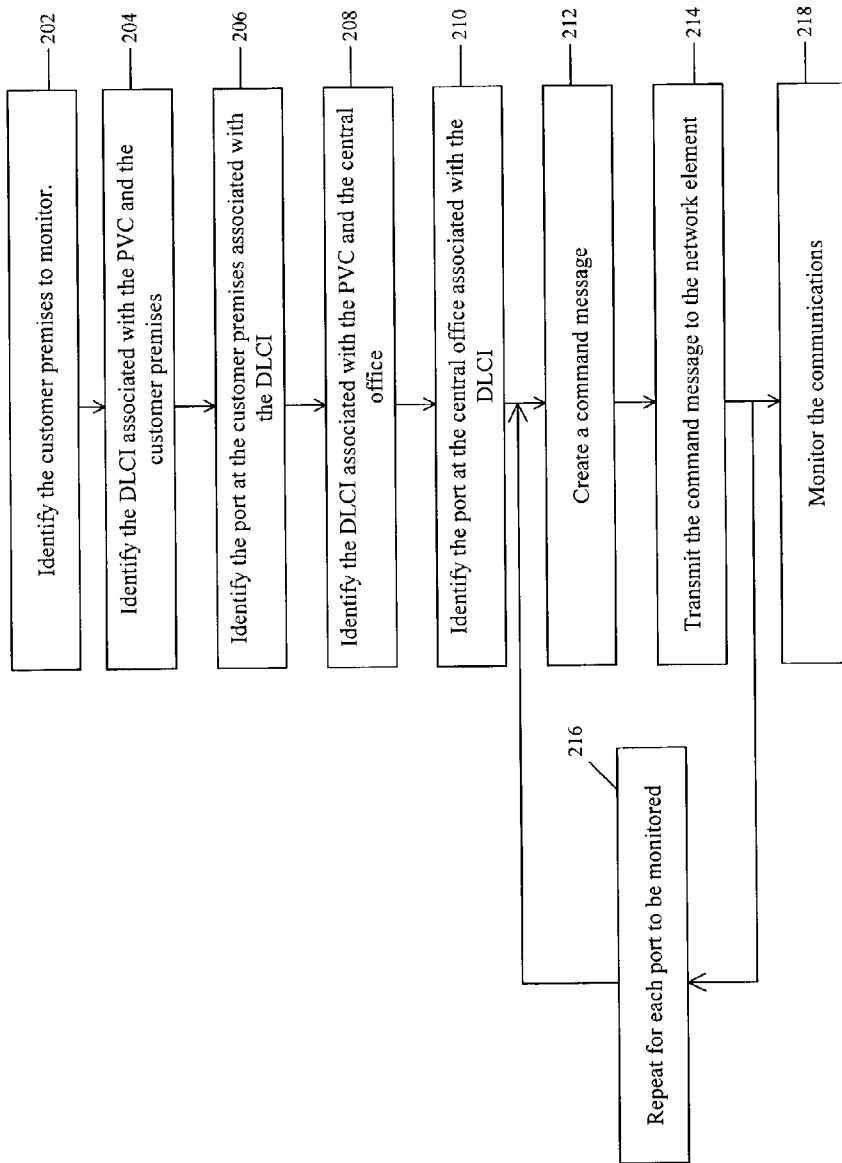 Identify the customer premises to monitor.
202
Identify the DLCI associated with the PVC and the
customer premises
204
Identify the port at the customer premises associated with
the DLCI
206
Identify the DLCI associated with the PVC and the central
office
208
Identify the port at the central office associated with the
DLCI
210
Create a command message
212
Transmit the command message to the network element
214
Repeat for each port to be monitored
216
Monitor the communications
218